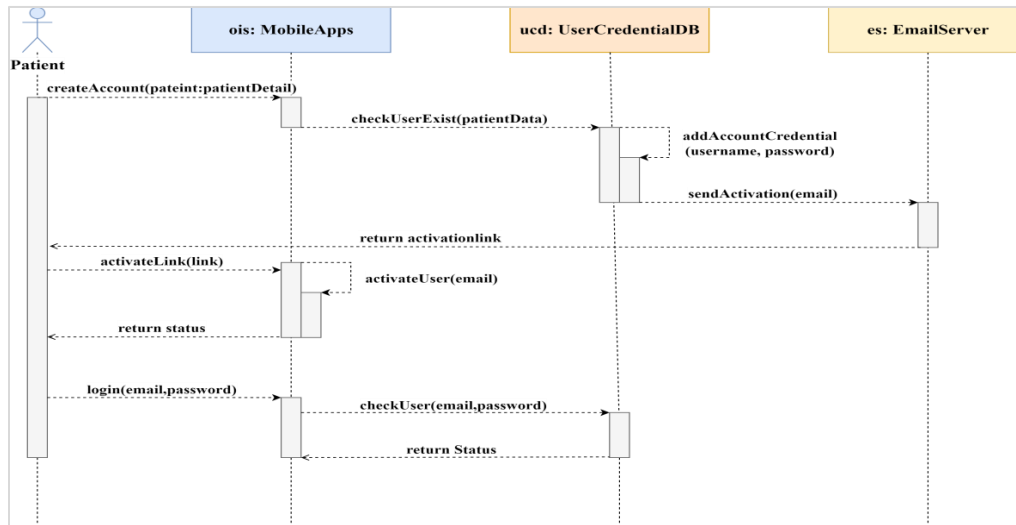 ois: MobileApps
ucd: UserCredentialDB
es: EmailServer
Patient
createAccount(pateint:patientDetail)
checkUserExist(patientData)
addAccountCredential
(username, password)
sendActivation(email)
return activationlink
activateLink(link)
activateUser(email)
return status
login(email,password)
checkUser(email,password)
return Status